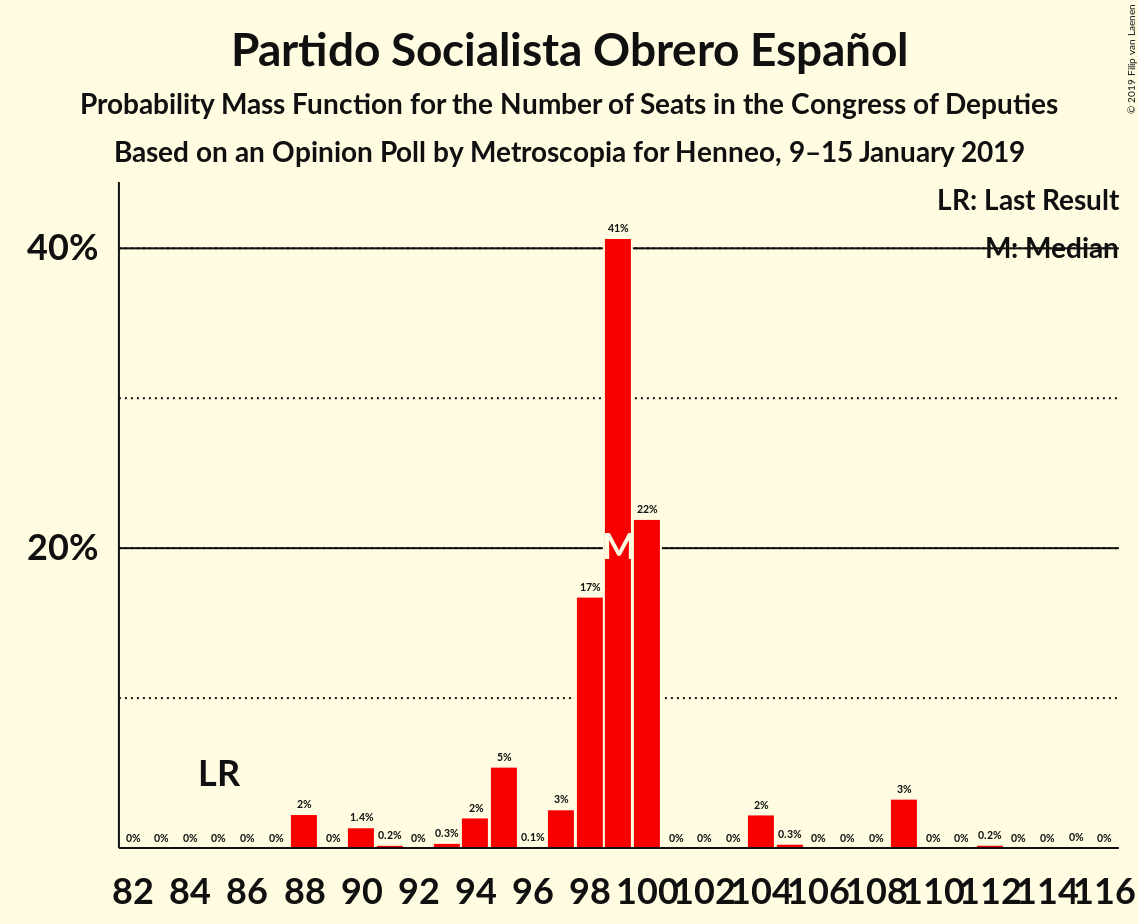 Partido Socialista Obrero Español
Probability Mass Function for the Number of Seats in the Congress of Deputies
Based on an Opinion Poll by Metroscopia for Henneo, 9–15 January 2019
© 2019 Filip van Laenen
LR: Last Result
M: Median
40%
20%
LR
M
0% 0% 0% 0% 0% 0% 2% 0% 1.4% 0.2% 0% 0.3% 2% 5% 0.1% 3% 17% 41% 22% 0% 0% 0% 2% 0.3% 0% 0% 0% 3% 0% 0% 0.2% 0% 0% 0% 0%
82 84 86 88 90 92 94 96 98 100 102 104 106 108 110 112 114 116